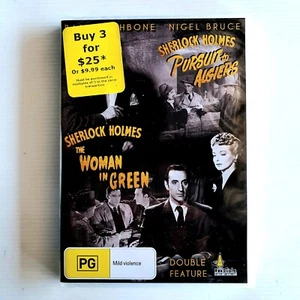 Buy 3
for
$25*
Or $9.99 each
HBONE NIGEL BRUCE
SHERLOCK HOLMES
PURSUIT to
ALGIERS
SHERLOCK HOLMES
THE
WOMAN
IN GREEN
PG
Mild violence
DOUBLE
FEATURE